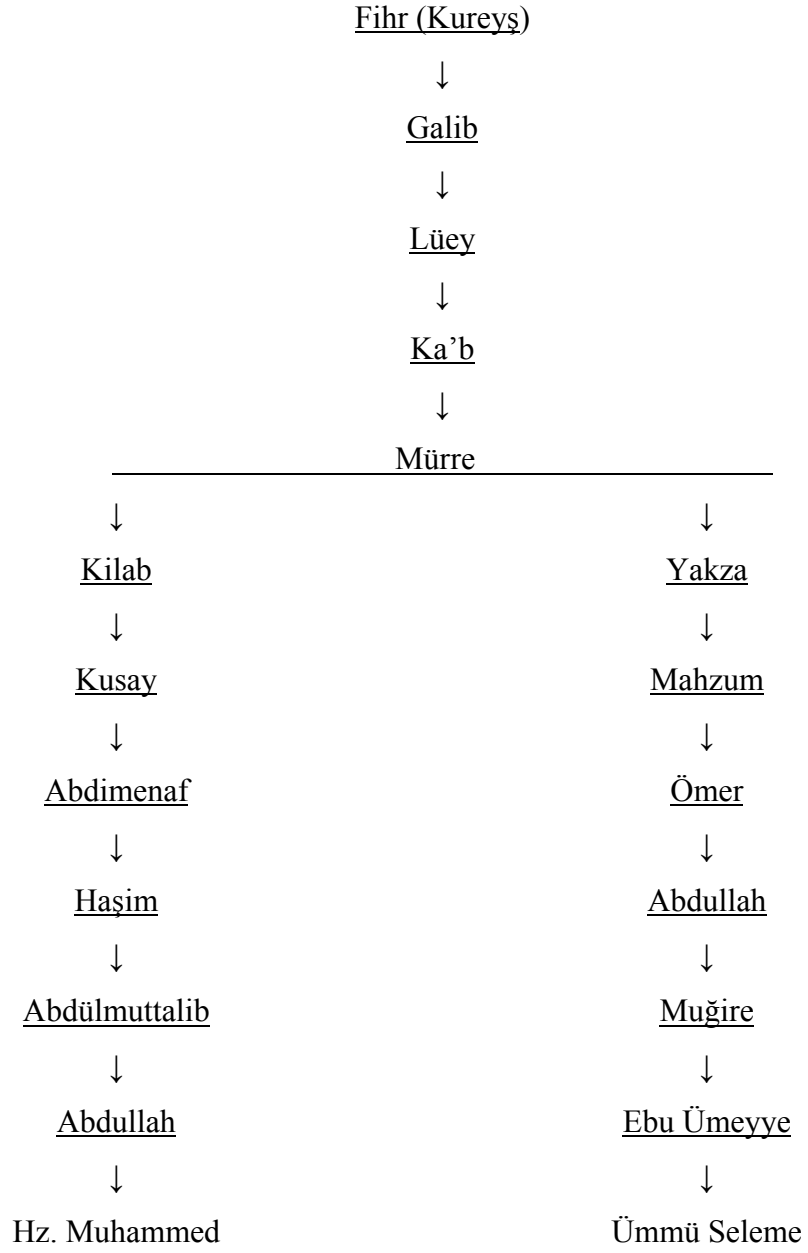 Fihr (Kureyş)
↓
Galib
↓
Lüey
↓
Ka’b
↓
Mürre
↓ ↓
Kilab Yakza
↓ ↓
Kusay Mahzum
↓ ↓
Abdimenaf Ömer
↓ ↓
Haşim Abdullah
↓ ↓
Abdülmuttalib Muğire
↓ ↓
Abdullah Ebu Ümeyye
↓ ↓
Hz. Muhammed Ümmü Seleme